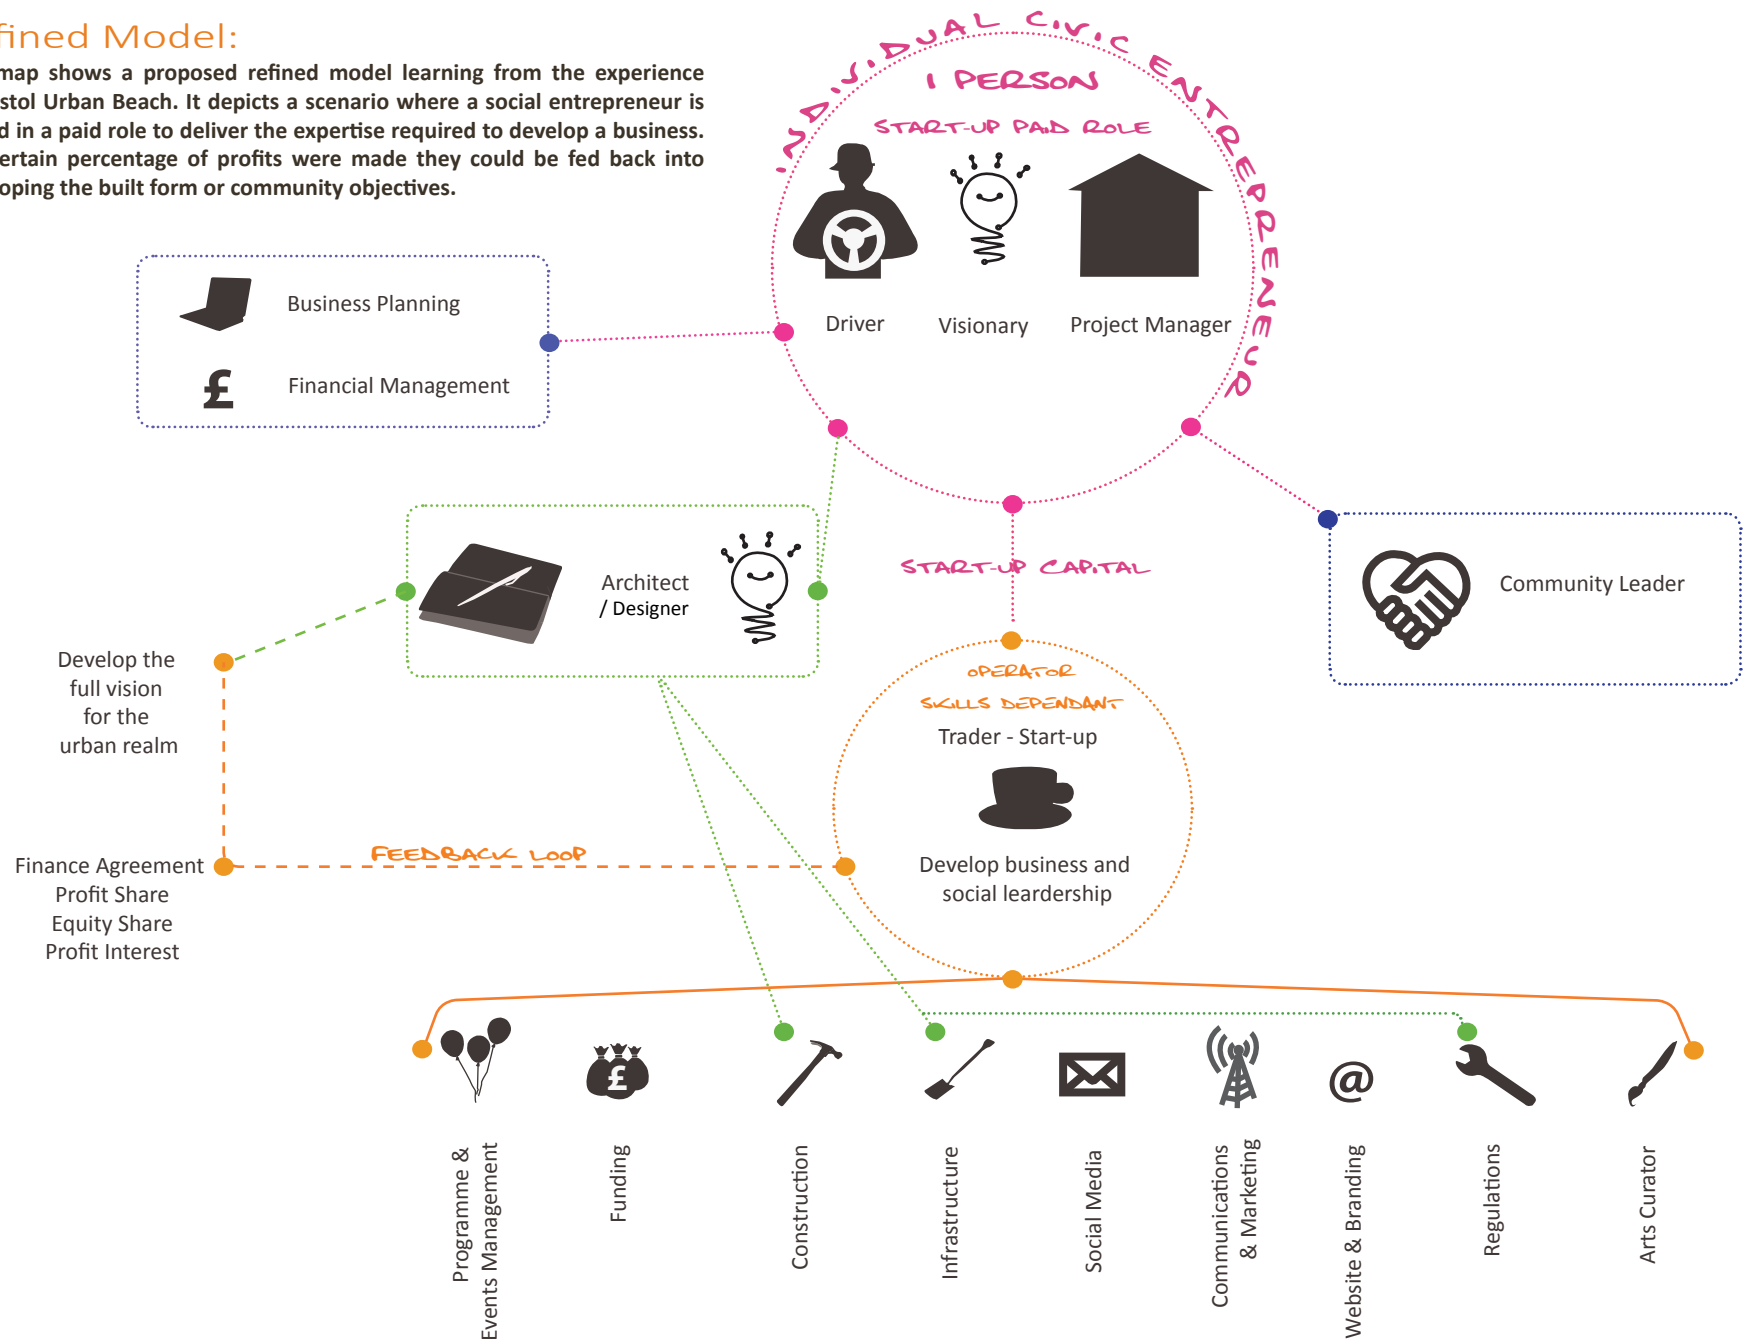 fined Model:
map shows a proposed refined model learning from the experience
stol Urban Beach. It depicts a scenario where a social entrepreneur is
d in a paid role to deliver the expertise required to develop a business.
ertain percentage of profits were made they could be fed back into
oping the built form or community objectives.
INDIVIDUAL CIVIC ENTREPRENEUR
1 PERSON
START-UP PAID ROLE
Driver
Visionary
Project Manager
Business Planning
£
Financial Management
Architect
/ Designer
START-UP CAPITAL
Community Leader
Develop the
full vision
for the
urban realm
OPERATOR
SKILLS DEPENDANT
Trader - Start-up
Develop business and
social leardership
FEEDBACK LOOP
Finance Agreement
Profit Share
Equity Share
Profit Interest
£
@
Programme &
Events Management
Funding
Construction
Infrastructure
Social Media
Communications
& Marketing
Website & Branding
Regulations
Arts Curator